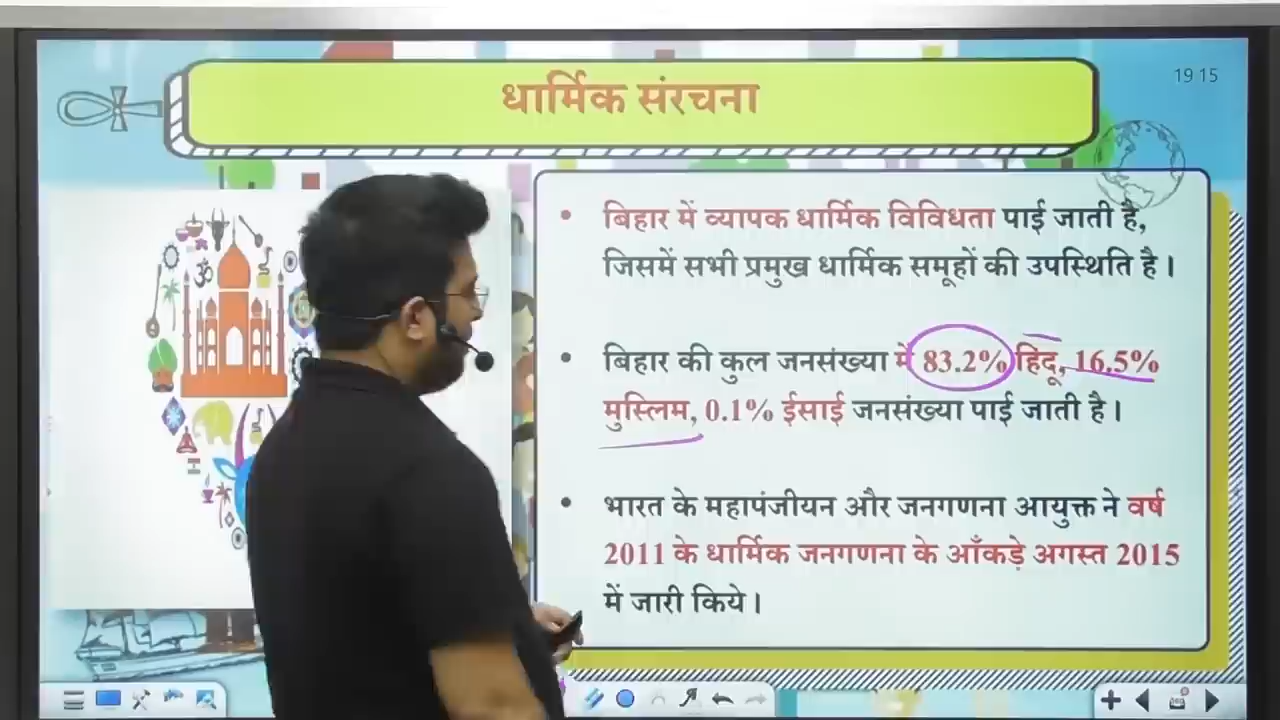 19 15
धार्मिक संरचना
• बिहार में व्यापक धार्मिक विविधता पाई जाती है,
जिसमें सभी प्रमुख धार्मिक समूहों की उपस्थिति है।
• बिहार की कुल जनसंख्या में 83.2% हिंदू, 16.5%
मुस्लिम, 0.1% ईसाई जनसंख्या पाई जाती है।
• भारत के महापंजीयन और जनगणना आयुक्त ने वर्ष
2011 के धार्मिक जनगणना के आँकड़े अगस्त 2015
में जारी किये।
ॐ